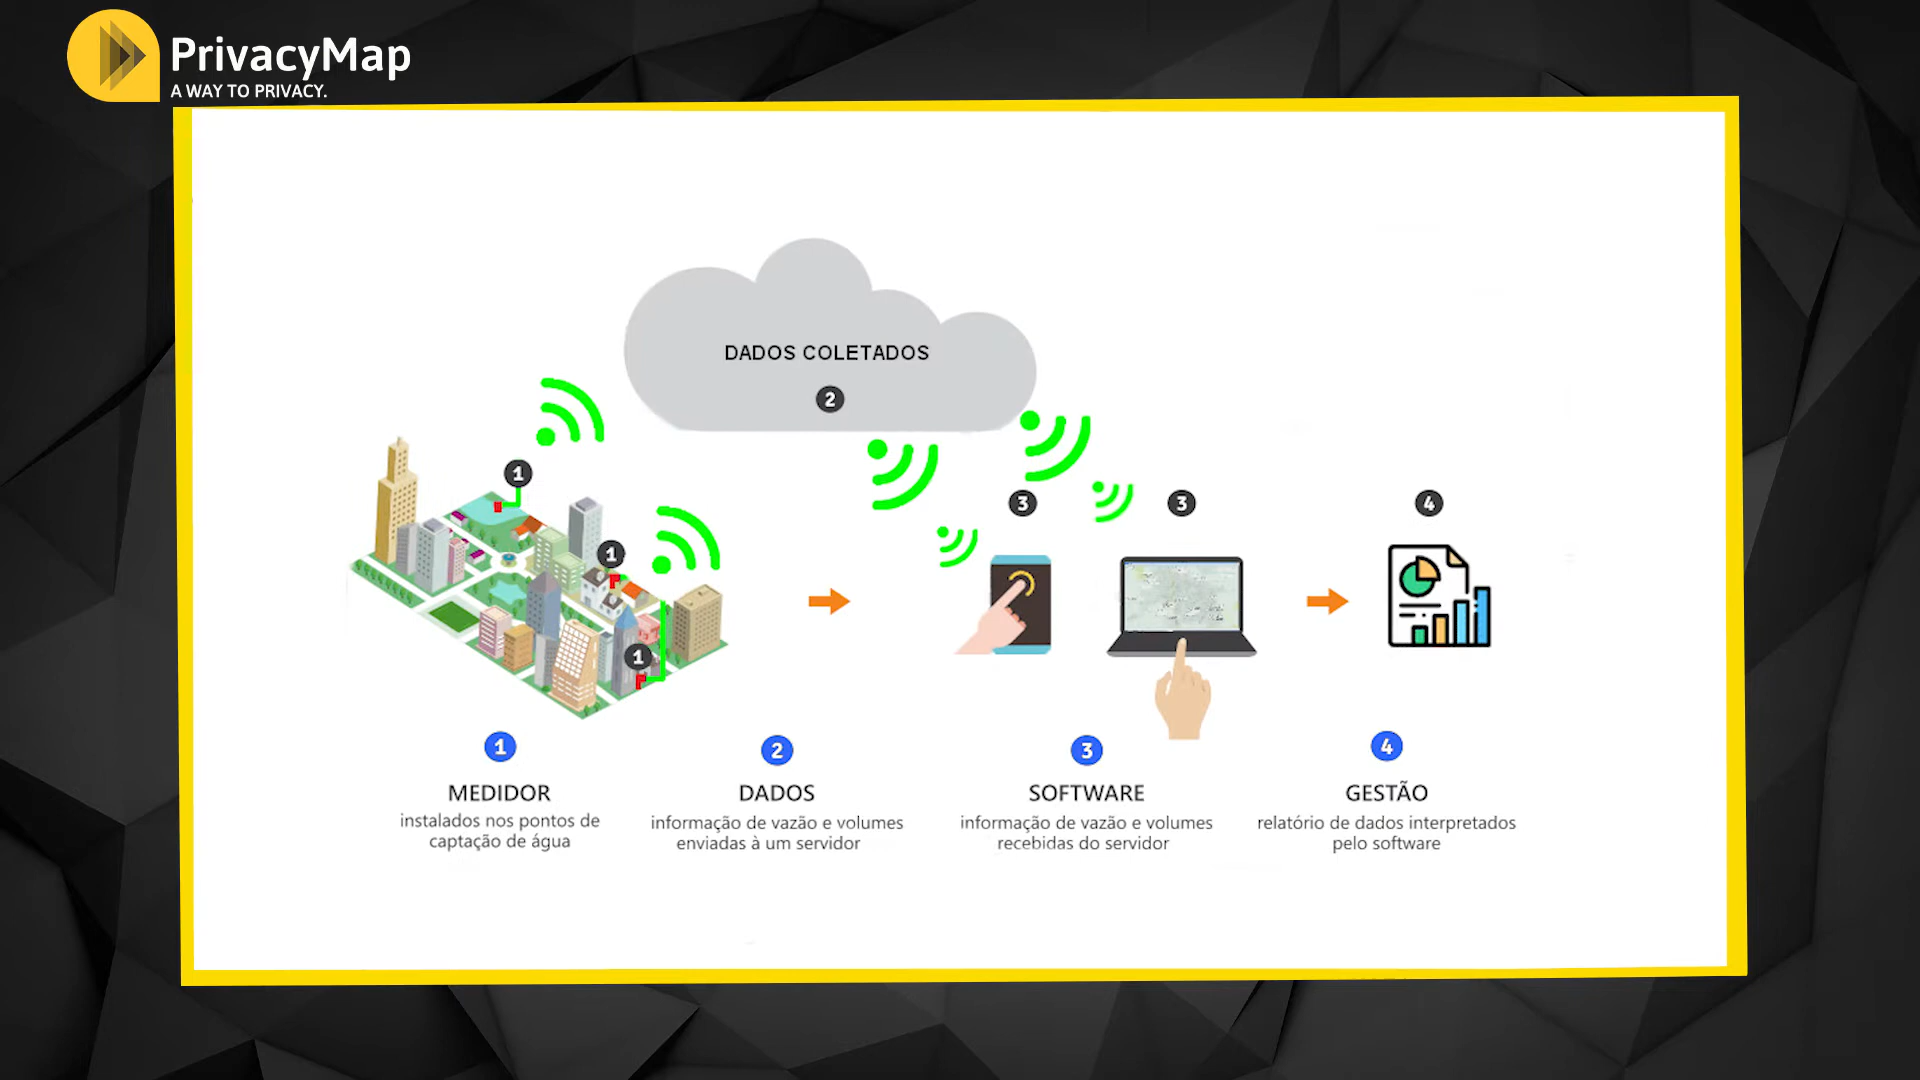 PrivacyMap
A WAY TO PRIVACY.
DADOS COLETADOS
2
1
1
1
3
3
4
1
MEDIDOR
instalados nos pontos de
captação de água
2
DADOS
informação de vazão e volumes
enviadas à um servidor
3
SOFTWARE
informação de vazão e volumes
recebidas do servidor
4
GESTÃO
relatório de dados interpretados
pelo software